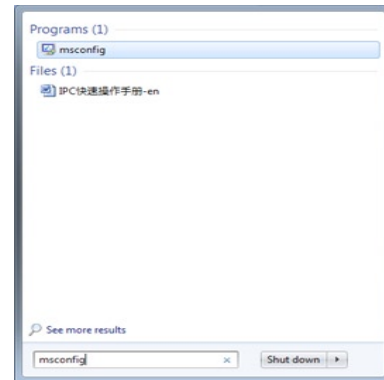 Programs (1)
msconfig
Files (1)
IPC快速操作手册-en
See more results
msconfig
Shut down